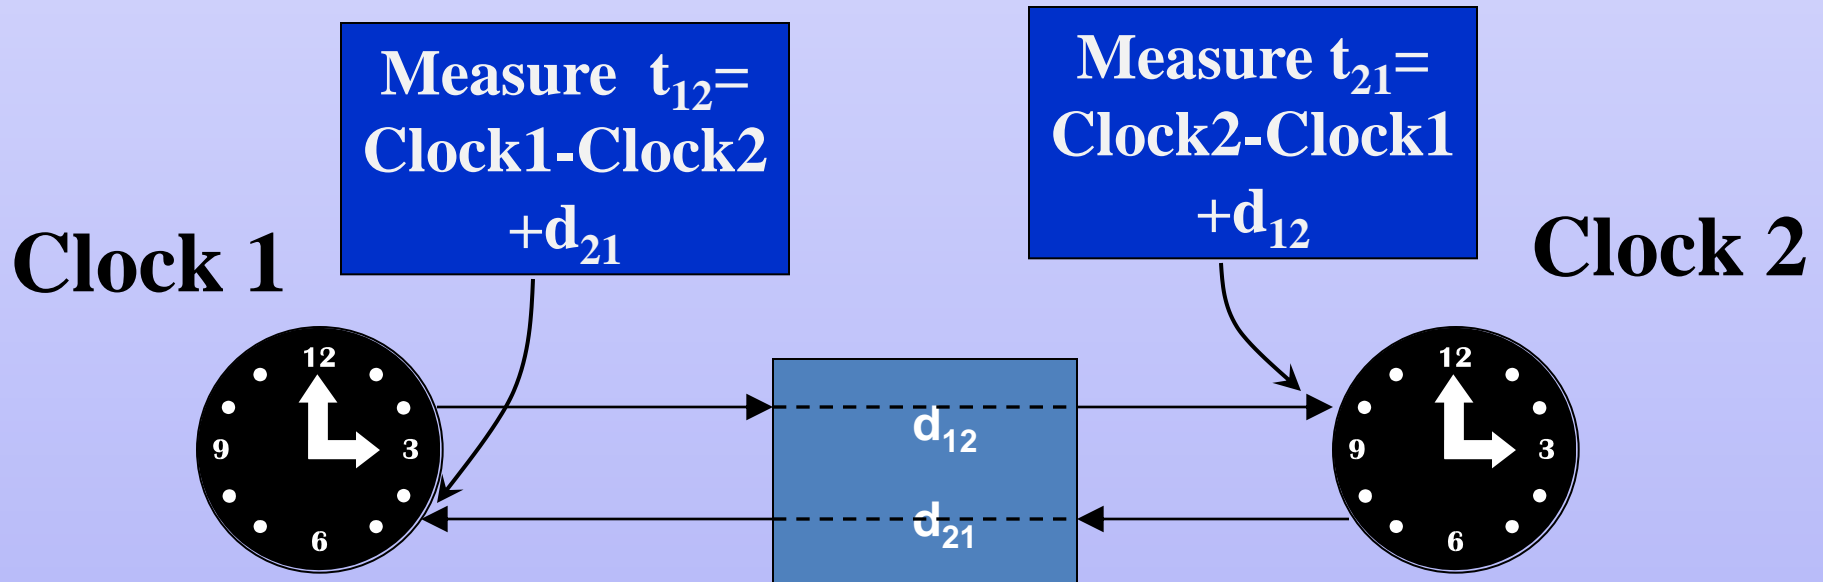 Measure t₁₂=
Clock1-Clock2
+d₂₁
Measure t₂₁=
Clock2-Clock1
+d₁₂
Clock 1
Clock 2
12
9
3
6
d₁₂
d₂₁
12
9
3
6